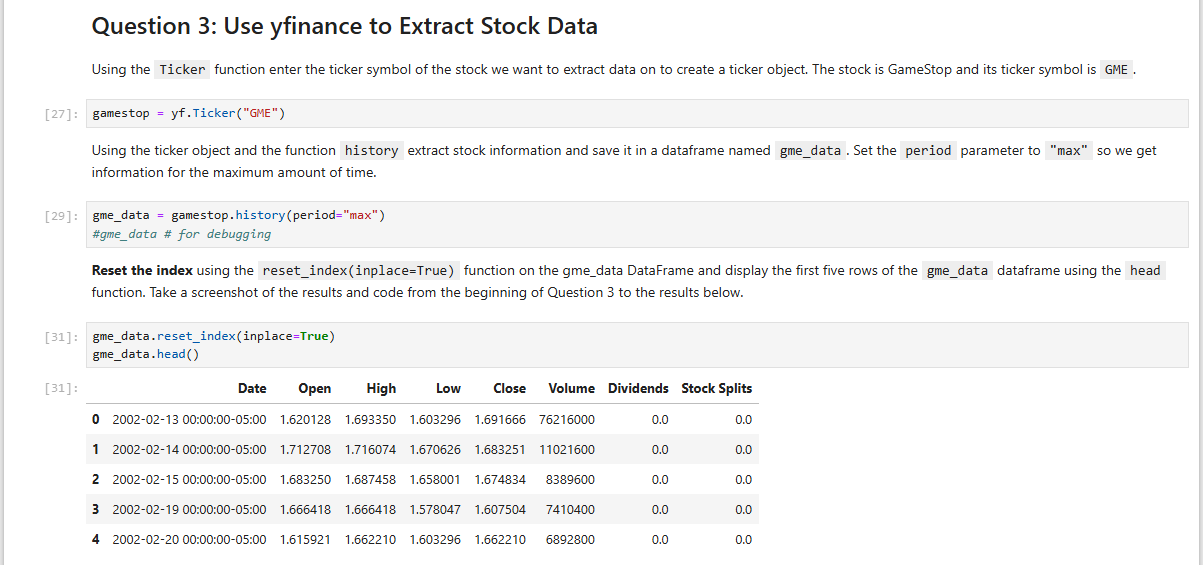 Question 3: Use yfinance to Extract Stock Data
Using the Ticker function enter the ticker symbol of the stock we want to extract data on to create a ticker object. The stock is GameStop and its ticker symbol is GME .
[27]: gamestop = yf.Ticker("GME")
Using the ticker object and the function history extract stock information and save it in a dataframe named gme_data . Set the period parameter to "max" so we get
information for the maximum amount of time.
[29]: gme_data = gamestop.history(period="max")
#gme_data # for debugging
Reset the index using the reset_index(inplace=True) function on the gme_data DataFrame and display the first five rows of the gme_data dataframe using the head
function. Take a screenshot of the results and code from the beginning of Question 3 to the results below.
[31]: gme_data.reset_index(inplace=True)
gme_data.head()
[31]: Date Open High Low Close Volume Dividends Stock Splits
0 2002-02-13 00:00:00-05:00 1.620128 1.693350 1.603296 1.691666 76216000 0.0 0.0
1 2002-02-14 00:00:00-05:00 1.712708 1.716074 1.670626 1.683251 11021600 0.0 0.0
2 2002-02-15 00:00:00-05:00 1.683250 1.687458 1.658001 1.674834 8389600 0.0 0.0
3 2002-02-19 00:00:00-05:00 1.666418 1.666418 1.578047 1.607504 7410400 0.0 0.0
4 2002-02-20 00:00:00-05:00 1.615921 1.662210 1.603296 1.662210 6892800 0.0 0.0